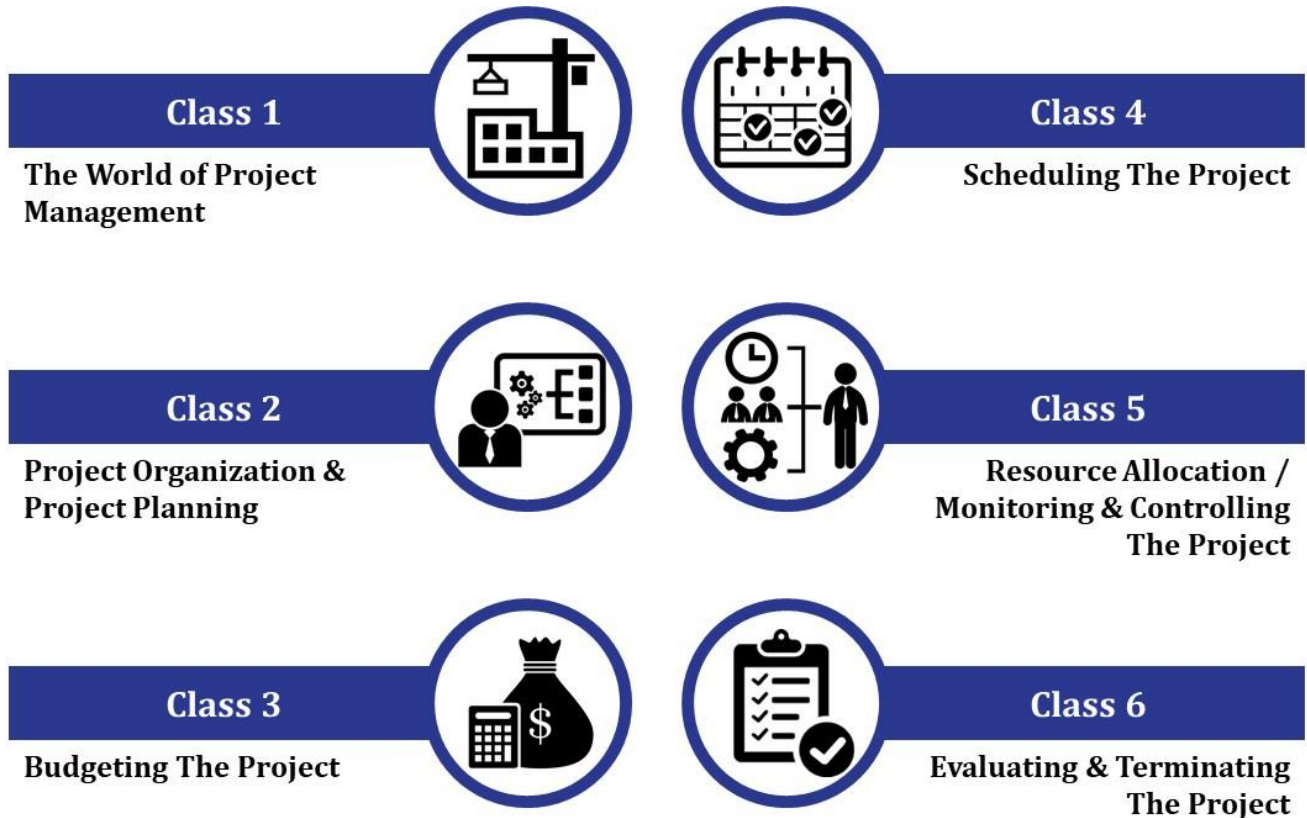 Class 1
The World of Project
Management
Class 2
Project Organization &
Project Planning
Class 3
Budgeting The Project
$
Class 4
Scheduling The Project
Class 5
Resource Allocation /
Monitoring & Controlling
The Project
Class 6
Evaluating & Terminating
The Project